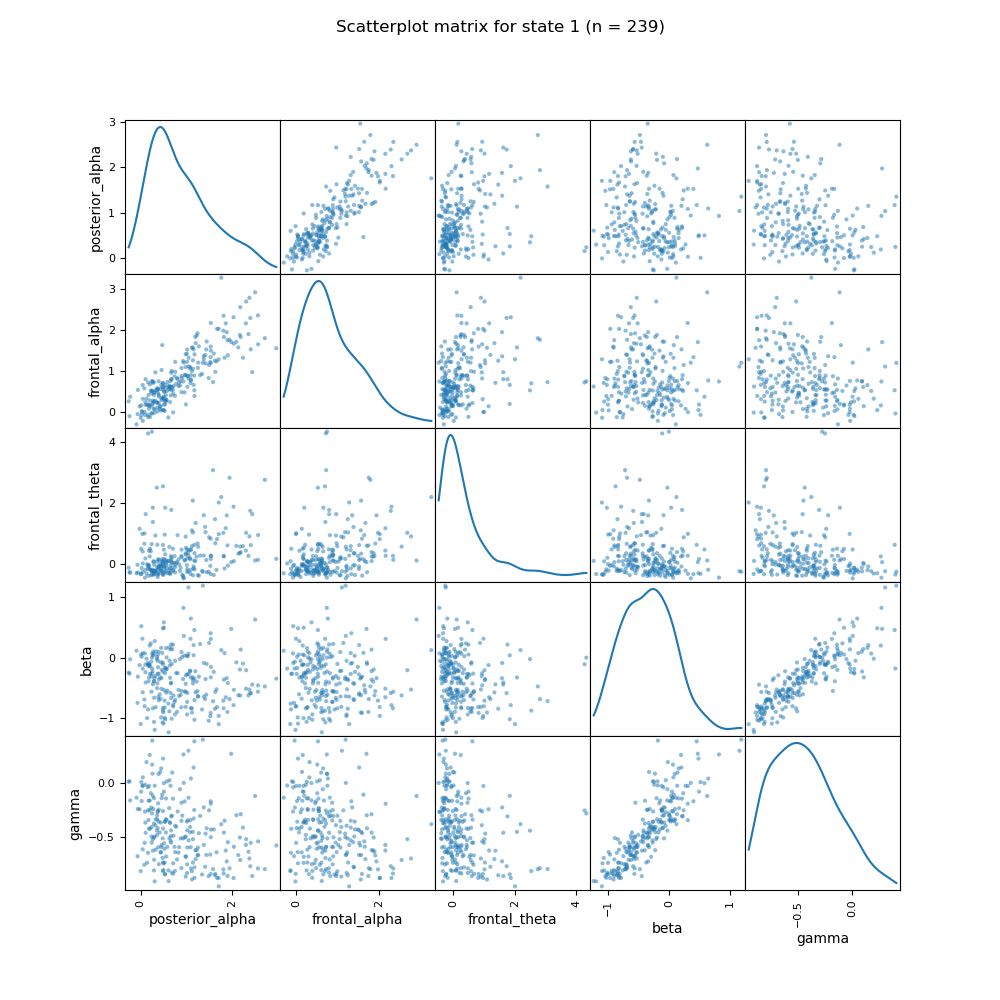 Scatterplot matrix for state 1 (n = 239)
posterior_alpha
3
2
1
0
frontal_alpha
3
2
1
0
frontal_theta
4
2
0
beta
1
0
−1
gamma
0.0
−0.5
0
2
0
2
0
2
4
−1
0
1
−0.5
0.0
posterior_alpha
frontal_alpha
frontal_theta
beta
gamma